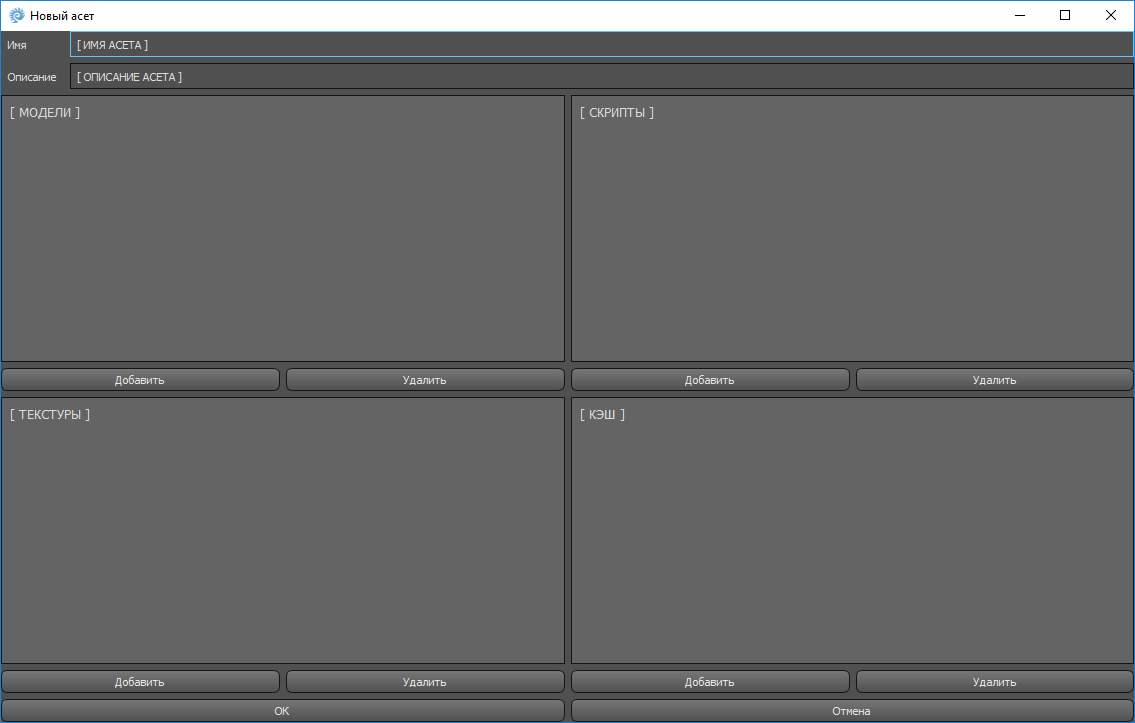 Новый асет
Имя [ ИМЯ АСЕТА ]
Описание [ ОПИСАНИЕ АСЕТА ]
[ МОДЕЛИ ] [ СКРИПТЫ ]
Добавить Удалить Добавить Удалить
[ ТЕКСТУРЫ ] [ КЭШ ]
Добавить Удалить Добавить Удалить
ОК Отмена